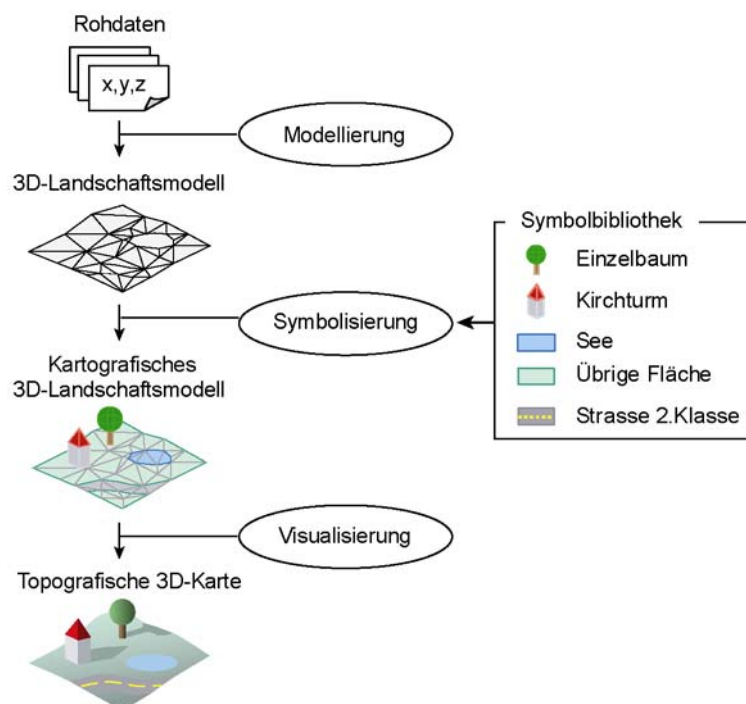 Rohdaten
x,y,z
Modellierung
3D-Landschaftsmodell
Symbolbibliothek
Einzelbaum
Kirchturm
See
Übrige Fläche
Strasse 2.Klasse
Symbolisierung
Kartografisches
3D-Landschaftsmodell
Visualisierung
Topografische 3D-Karte